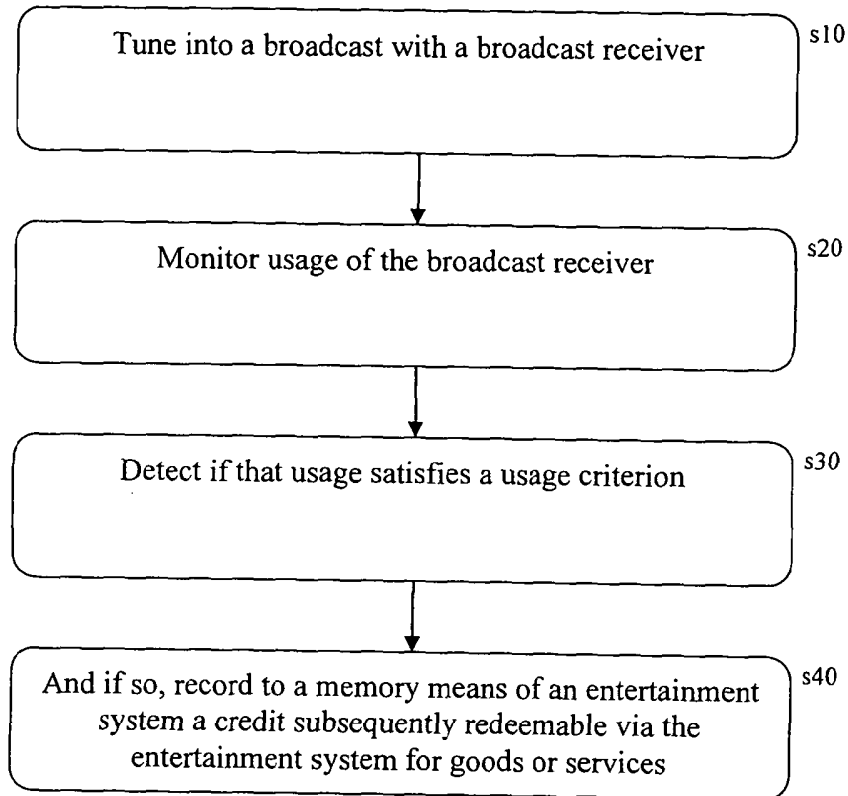 Tune into a broadcast with a broadcast receiver
s10
Monitor usage of the broadcast receiver
s20
Detect if that usage satisfies a usage criterion
s30
And if so, record to a memory means of an entertainment
system a credit subsequently redeemable via the
entertainment system for goods or services
s40